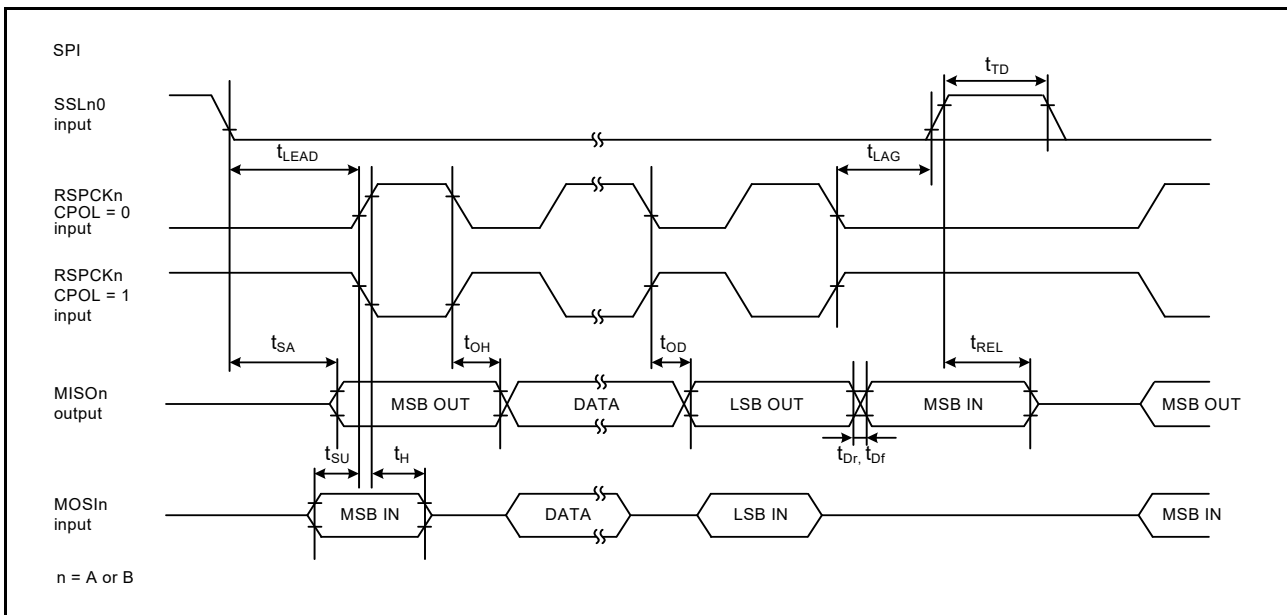 SPI
tTD
SSLn0
input
tLEAD
tLAG
RSPCKn
CPOL = 0
input
RSPCKn
CPOL = 1
input
tSA
tOH
tOD
tREL
MISOn
output
MSB OUT
DATA
LSB OUT
MSB IN
MSB OUT
tSU
tH
tDr, tDf
MOSIn
input
MSB IN
DATA
LSB IN
MSB IN
n = A or B